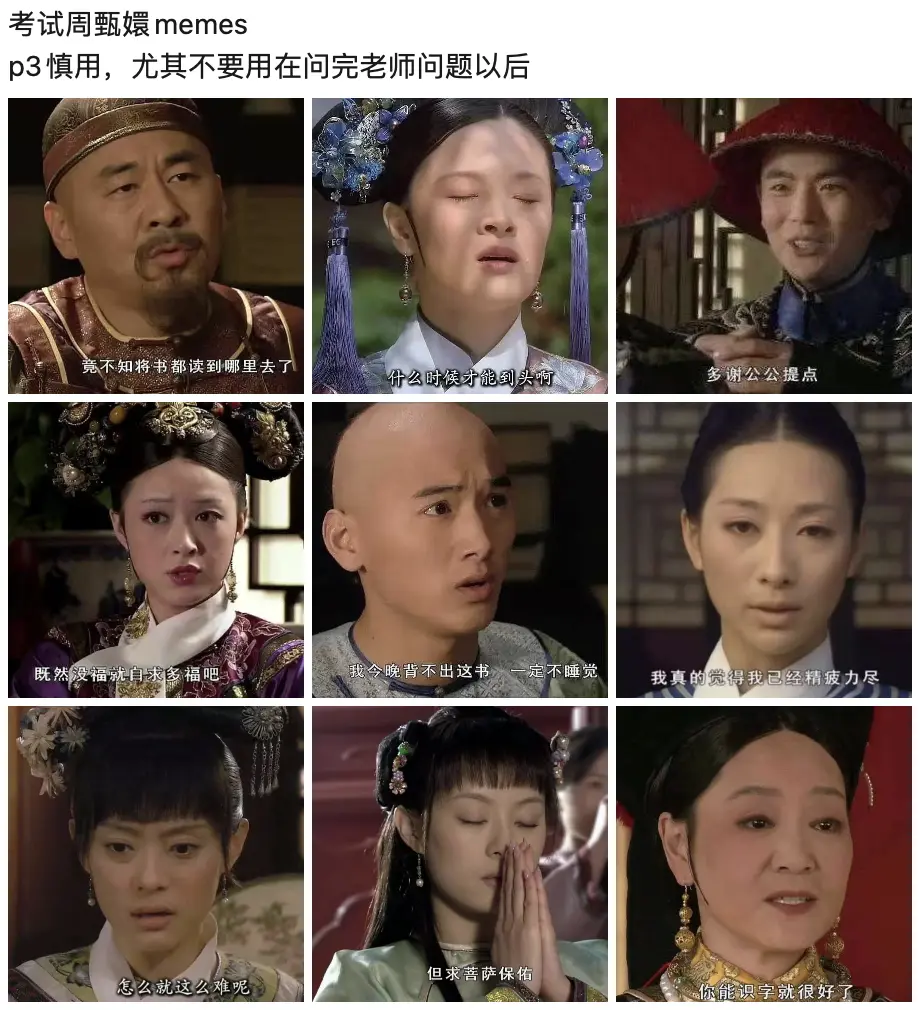 考试周甄嬛memes
p3慎用，尤其不要用在问完老师问题以后
竟不知将书都读到哪里去了
什么时候才能到头啊
多谢公公提点
既然没福就自求多福吧
我今晚背不出这书 一定不睡觉
我真的觉得我已经精疲力尽
怎么就这么难呢
但求菩萨保佑
你能识字就很好了